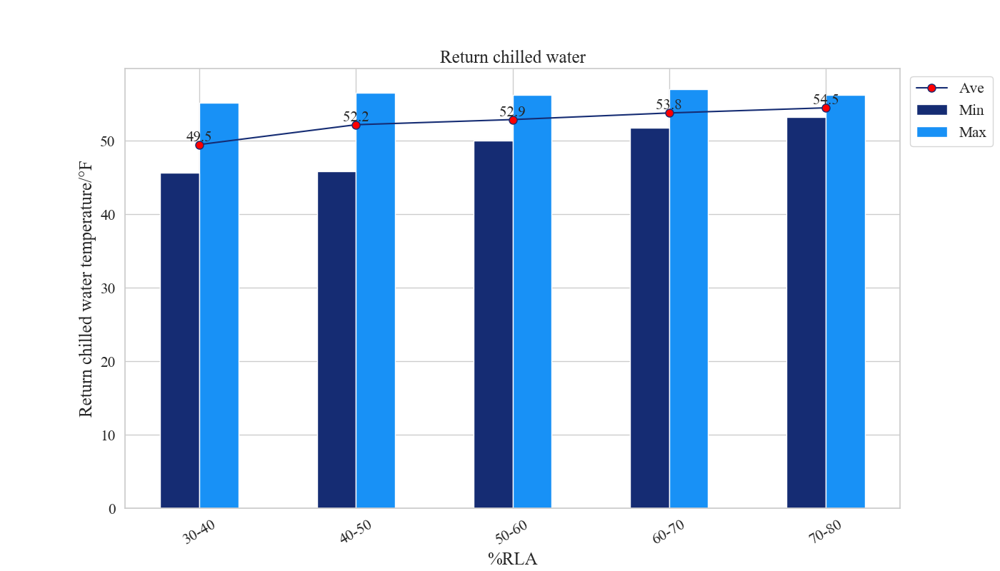 Return chilled water
Ave
Min
Max
49.5
52.2
52.9
53.8
54.5
Return chilled water temperature/°F
50
40
30
20
10
0
30-40
40-50
50-60
60-70
70-80
%RLA